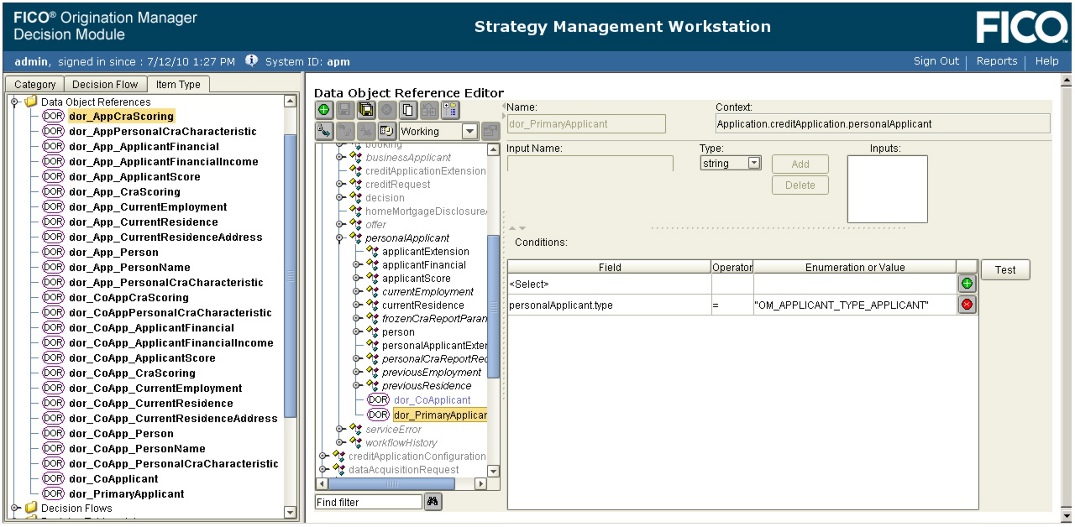 FICO® Origination Manager
Decision Module
Strategy Management Workstation
FICO
admin, signed in since : 7/12/10 1:27 PM System ID: apm
Sign Out | Reports | Help
Category Decision Flow Item Type
Data Object References
DOR dor_AppCraScoring
DOR dor_AppPersonalCraCharacteristic
DOR dor_App_ApplicantFinancial
DOR dor_App_ApplicantFinancialIncome
DOR dor_App_ApplicantScore
DOR dor_App_CraScoring
DOR dor_App_CurrentEmployment
DOR dor_App_CurrentResidence
DOR dor_App_CurrentResidenceAddress
DOR dor_App_Person
DOR dor_App_PersonName
DOR dor_App_PersonalCraCharacteristic
DOR dor_CoAppCraScoring
DOR dor_CoAppPersonalCraCharacteristic
DOR dor_CoApp_ApplicantFinancial
DOR dor_CoApp_ApplicantFinancialIncome
DOR dor_CoApp_ApplicantScore
DOR dor_CoApp_CraScoring
DOR dor_CoApp_CurrentEmployment
DOR dor_CoApp_CurrentResidence
DOR dor_CoApp_CurrentResidenceAddress
DOR dor_CoApp_Person
DOR dor_CoApp_PersonName
DOR dor_CoApp_PersonalCraCharacteristic
DOR dor_CoApplicant
DOR dor_PrimaryApplicant
Decision Flows
Data Object Reference Editor
Working
booking
businessApplicant
creditApplicationExtension
creditRequest
decision
homeMortgageDisclosure
offer
personalApplicant
applicantExtension
applicantFinancial
applicantScore
currentEmployment
currentResidence
frozenCraReportParan
person
personalApplicantExter
personalCraReportRec
previousEmployment
previousResidence
DOR dor_CoApplicant
DOR dor_PrimaryApplicar
serviceError
workflowHistory
creditApplicationConfiguration
dataAcquisitionRequest
Find filter
Name:
dor_PrimaryApplicant
Context:
Application.creditApplication.personalApplicant
Input Name:
Type:
string
Add
Delete
Inputs:
Conditions:
Field Operator Enumeration or Value
<Select>
personalApplicant.type = "OM_APPLICANT_TYPE_APPLICANT"
Test